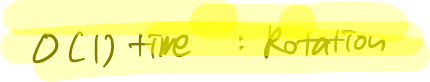 O(1) time : Rotation